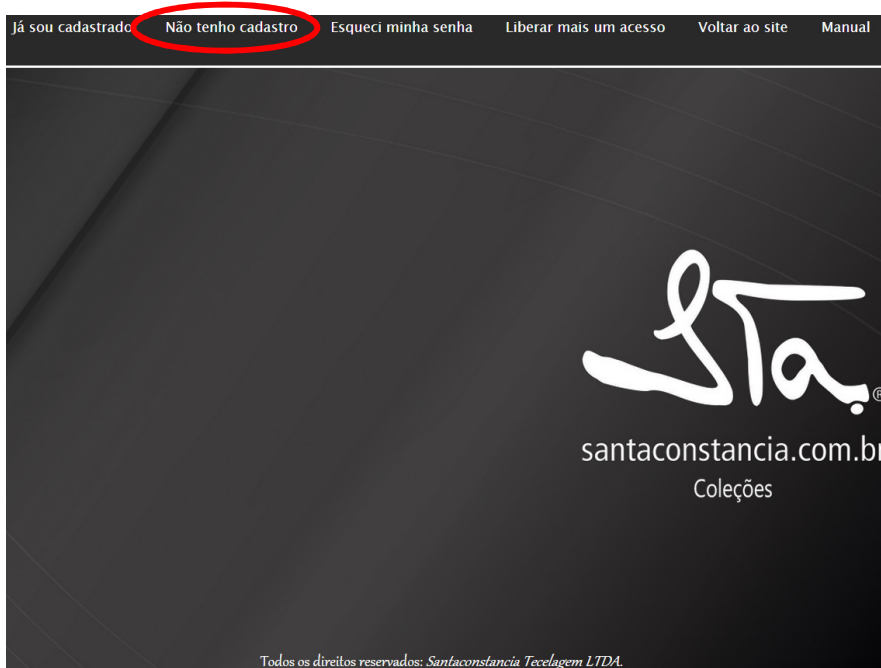 Já sou cadastrado Não tenho cadastro Esqueci minha senha Liberar mais um acesso Voltar ao site Manual
STa ®
santaconstancia.com.br
Coleções
Todos os direitos reservados: Santaconstancia Tecelagem LTDA.